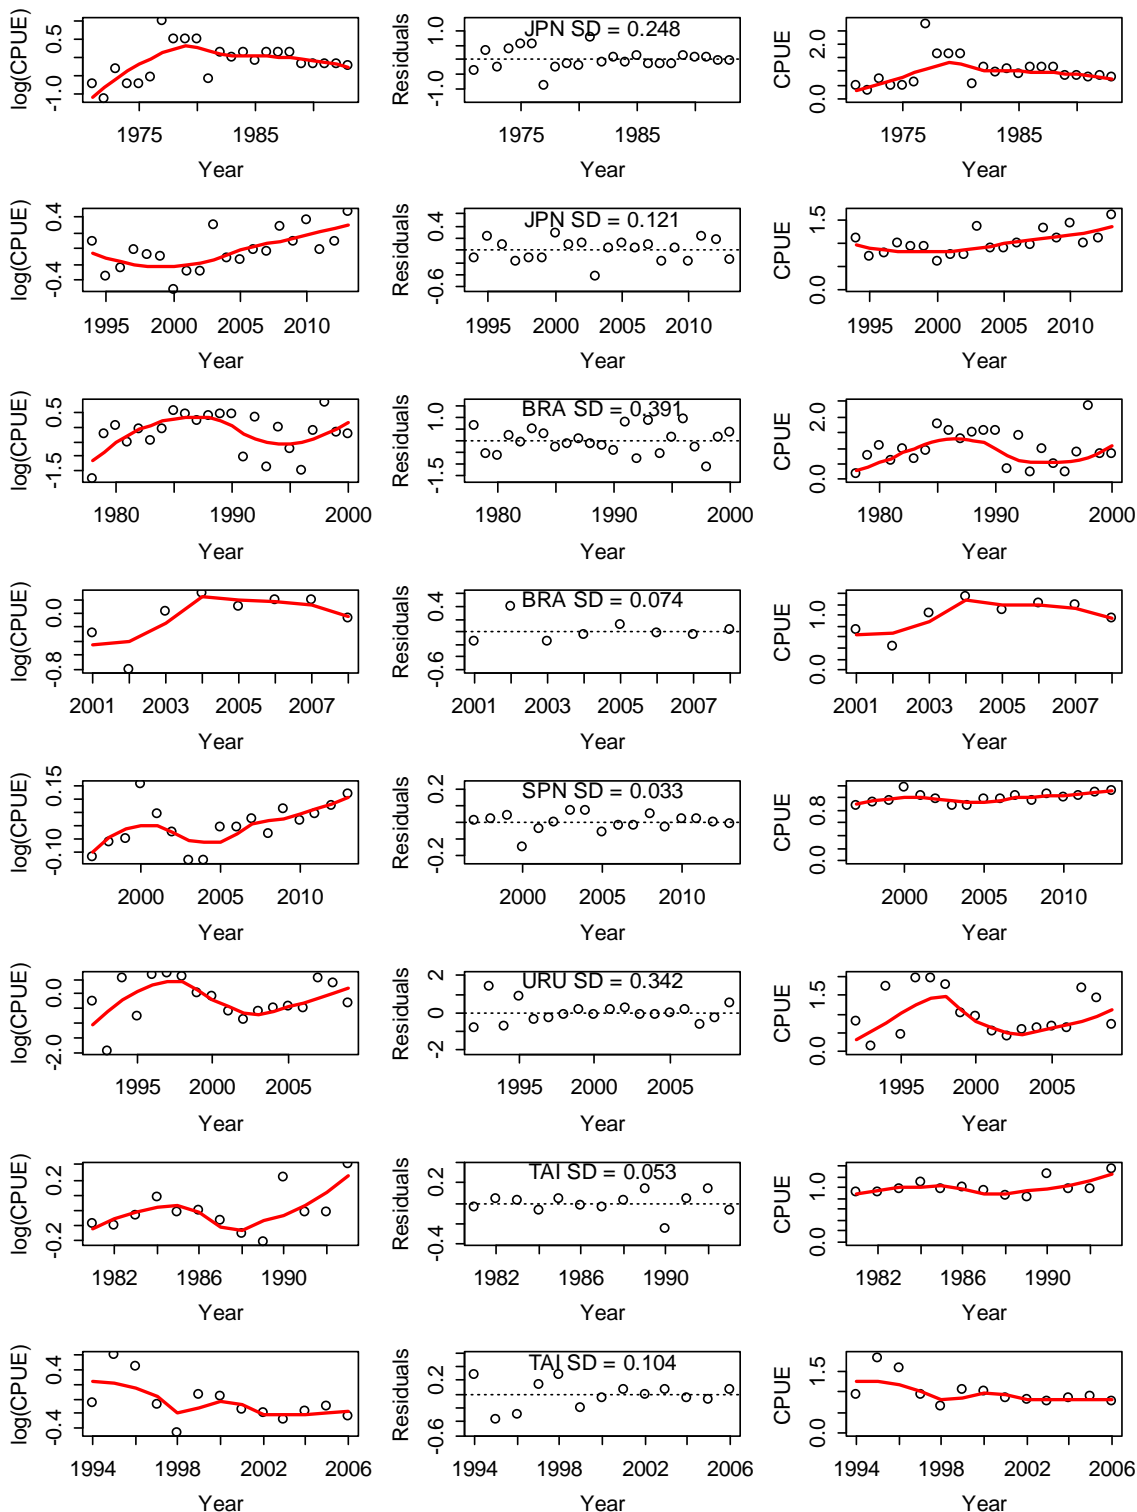 log(CPUE) 0.5 -1.0 1975 1985 Year
Residuals 1.0 -1.0 JPN SD = 0.248 1975 1985 Year
CPUE 2.0 0.0 1975 1985 Year
log(CPUE) 0.4 -0.4 1995 2000 2005 2010 Year
Residuals 0.4 -0.6 JPN SD = 0.121 1995 2000 2005 2010 Year
CPUE 1.5 0.0 1995 2000 2005 2010 Year
log(CPUE) 0.5 -1.5 1980 1990 2000 Year
Residuals 1.0 -1.5 BRA SD = 0.391 1980 1990 2000 Year
CPUE 2.0 0.0 1980 1990 2000 Year
log(CPUE) 0.0 -0.8 2001 2003 2005 2007 Year
Residuals 0.4 -0.6 BRA SD = 0.074 2001 2003 2005 2007 Year
CPUE 1.0 0.0 2001 2003 2005 2007 Year
log(CPUE) 0.15 -0.10 2000 2005 2010 Year
Residuals 0.2 -0.2 SPN SD = 0.033 2000 2005 2010 Year
CPUE 0.8 0.0 2000 2005 2010 Year
log(CPUE) 0.0 -2.0 1995 2000 2005 Year
Residuals 2 0 -2 URU SD = 0.342 1995 2000 2005 Year
CPUE 1.5 0.0 1995 2000 2005 Year
log(CPUE) 0.2 -0.2 1982 1986 1990 Year
Residuals 0.2 -0.4 TAI SD = 0.053 1982 1986 1990 Year
CPUE 1.0 0.0 1982 1986 1990 Year
log(CPUE) 0.4 -0.4 1994 1998 2002 2006 Year
Residuals 0.2 -0.6 TAI SD = 0.104 1994 1998 2002 2006 Year
CPUE 1.5 0.0 1994 1998 2002 2006 Year